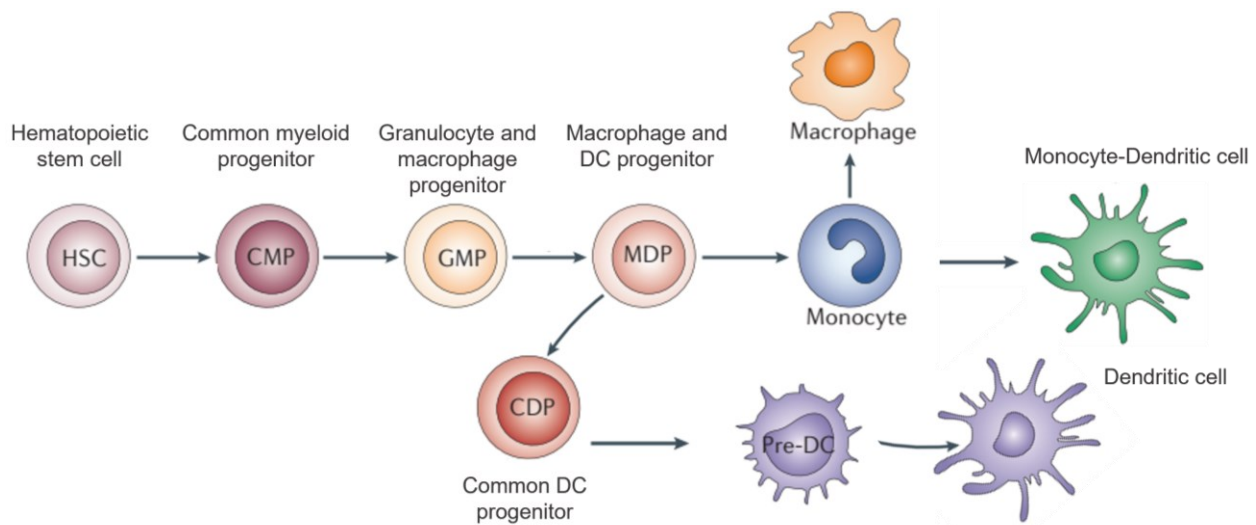 Hematopoietic
stem cell
Common myeloid
progenitor
Granulocyte and
macrophage
progenitor
Macrophage and
DC progenitor
Macrophage
Monocyte-Dendritic cell
HSC
CMP
GMP
MDP
Monocyte
Dendritic cell
CDP
Pre-DC
Common DC
progenitor